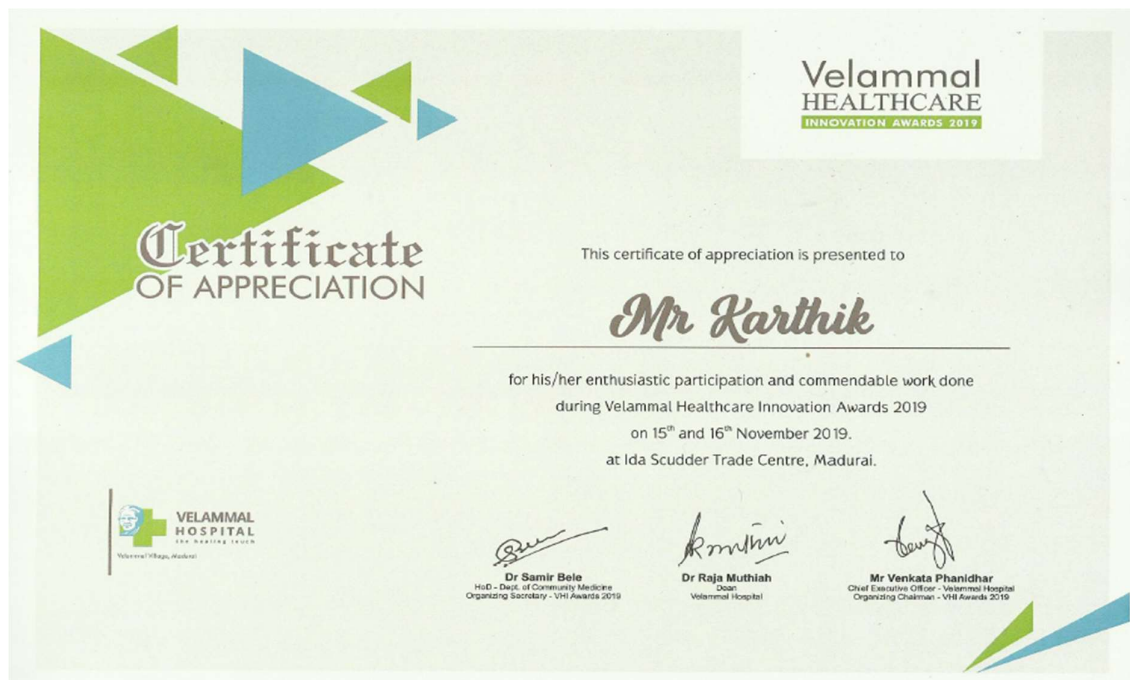 Velammal
HEALTHCARE
INNOVATION AWARDS 2019
Certificate
OF APPRECIATION
This certificate of appreciation is presented to
Mr Karthik
for his/her enthusiastic participation and commendable work done
during Velammal Healthcare Innovation Awards 2019
on 15th and 16th November 2019.
at Ida Scudder Trade Centre, Madurai.
VELAMMAL
HOSPITAL
the healing touch
Velammal Village, Madurai
Dr Samir Bele
HoD - Dept. of Community Medicine
Organizing Secretary - VHI Awards 2019
Dr Raja Muthiah
Dean
Velammal Hospital
Mr Venkata Phanidhar
Chief Executive Officer - Velammal Hospital
Organizing Chairman - VHI Awards 2019